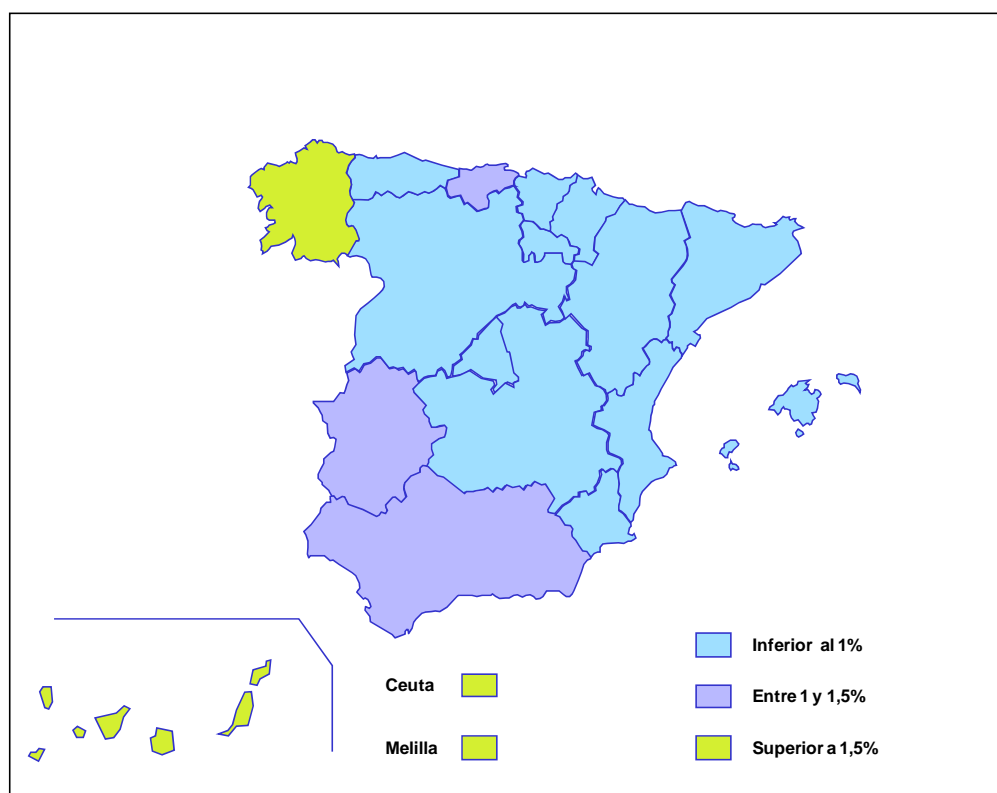 Ceuta
Melilla
Inferior al 1%
Entre 1 y 1,5%
Superior a 1,5%